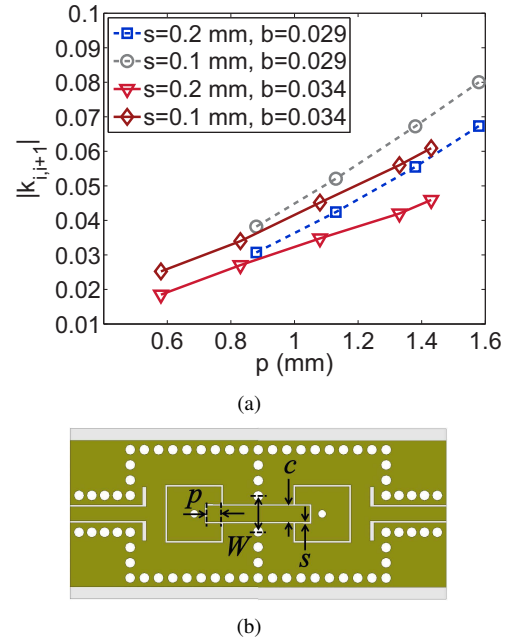 0.1
0.09
0.08
0.07
0.06
0.05
0.04
0.03
0.02
0.01
|k_{i,i+1}|
s=0.2 mm, b=0.029
s=0.1 mm, b=0.029
s=0.2 mm, b=0.034
s=0.1 mm, b=0.034
0.6 0.8 1 1.2 1.4 1.6
p (mm)
(a)
p
W
c
s
(b)